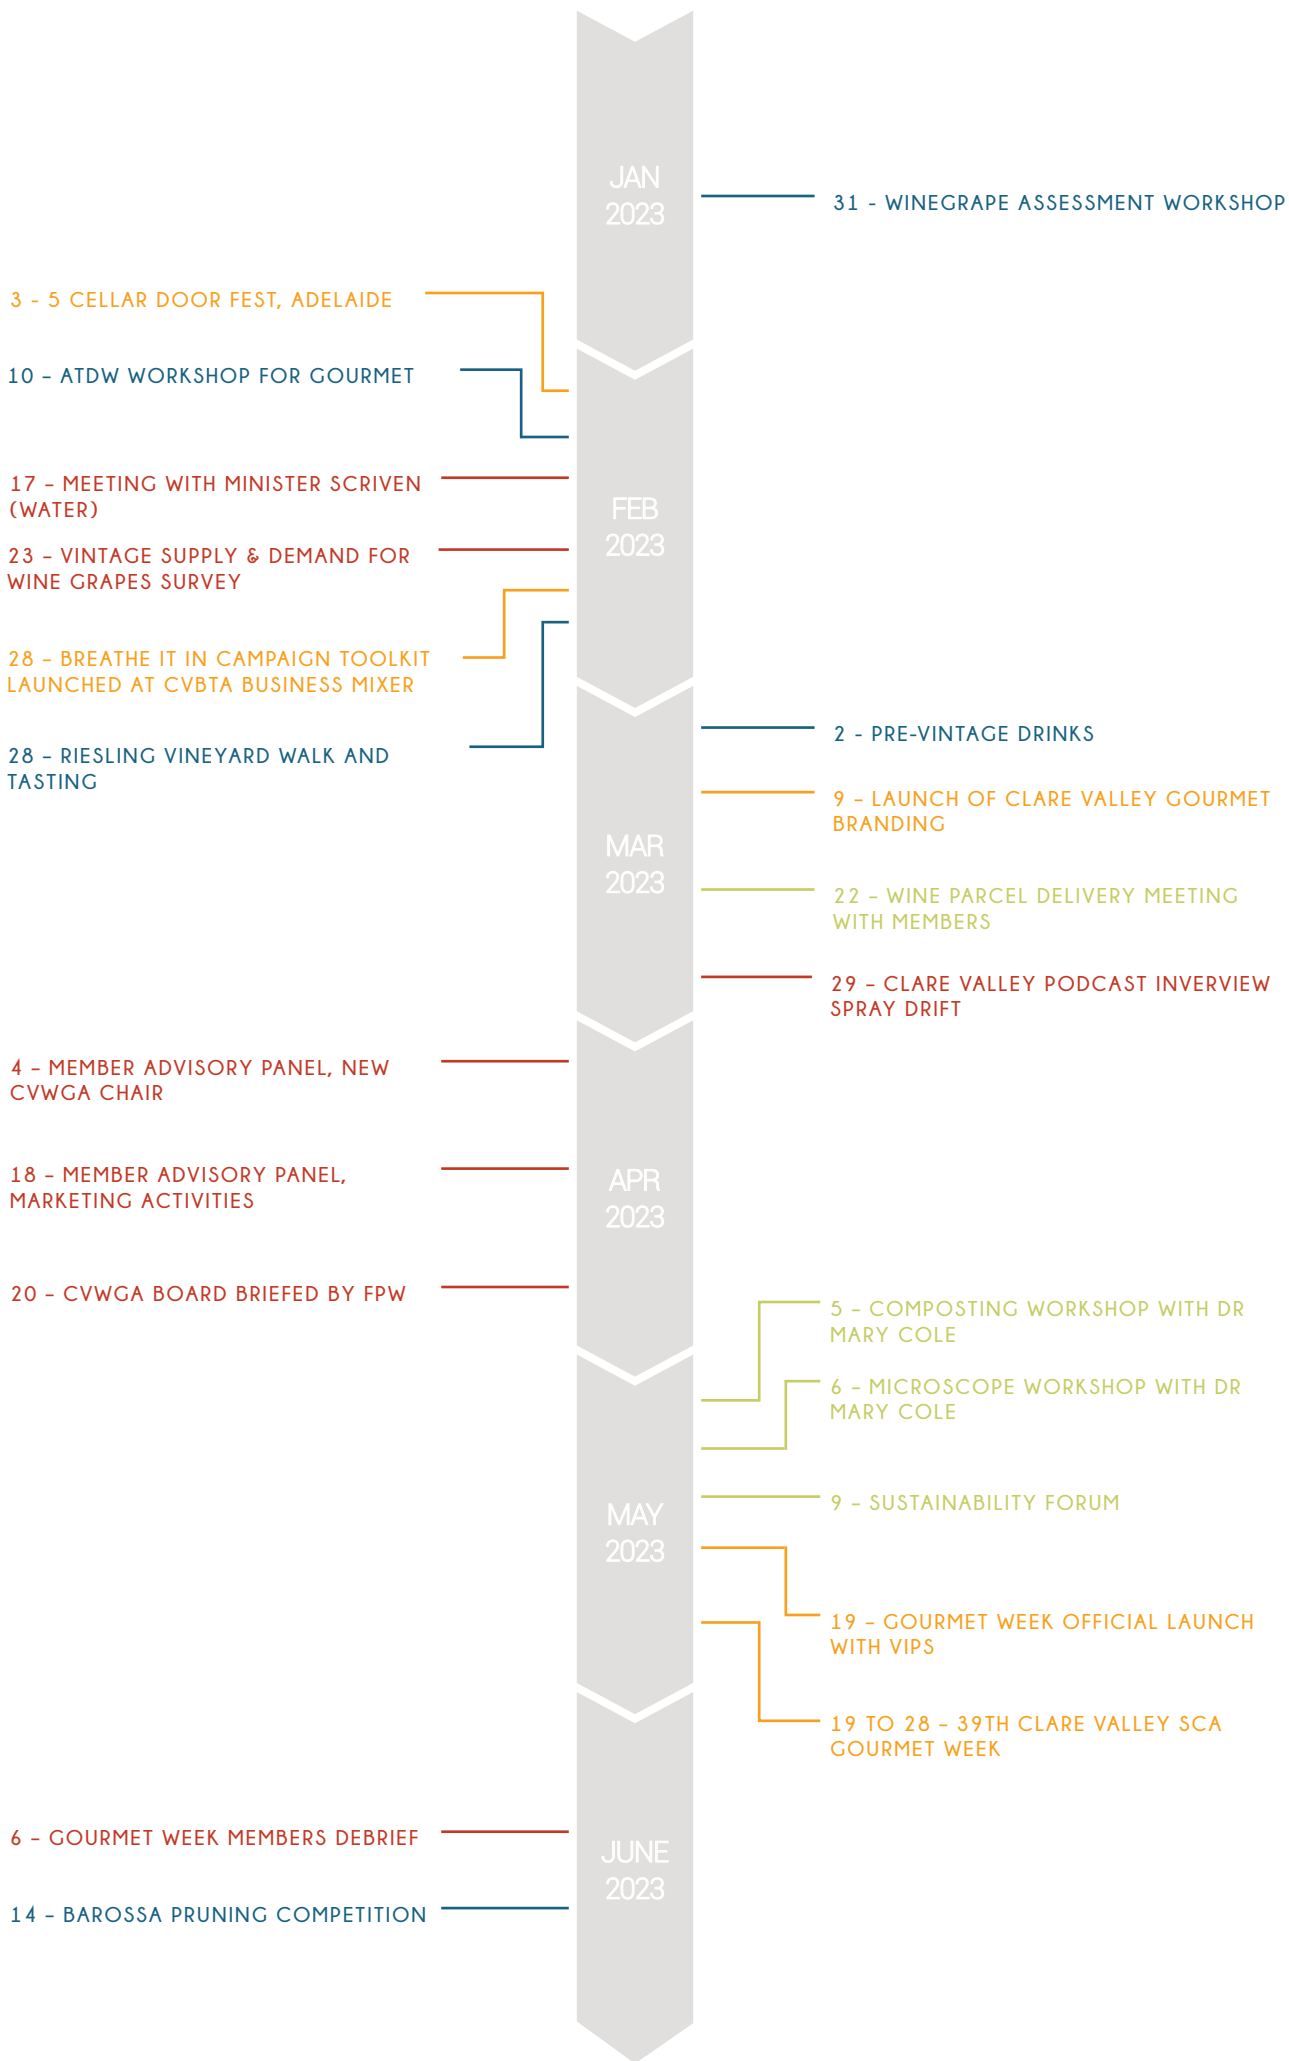 JAN
2023
31 - WINEGRAPE ASSESSMENT WORKSHOP
3 - 5 CELLAR DOOR FEST, ADELAIDE
10 – ATDW WORKSHOP FOR GOURMET
17 – MEETING WITH MINISTER SCRIVEN
(WATER)
FEB
2023
23 – VINTAGE SUPPLY & DEMAND FOR
WINE GRAPES SURVEY
28 – BREATHE IT IN CAMPAIGN TOOLKIT
LAUNCHED AT CVBTA BUSINESS MIXER
28 – RIESLING VINEYARD WALK AND
TASTING
2 - PRE-VINTAGE DRINKS
9 – LAUNCH OF CLARE VALLEY GOURMET
BRANDING
MAR
2023
22 – WINE PARCEL DELIVERY MEETING
WITH MEMBERS
29 – CLARE VALLEY PODCAST INVERVIEW
SPRAY DRIFT
4 – MEMBER ADVISORY PANEL, NEW
CVWGA CHAIR
18 – MEMBER ADVISORY PANEL,
MARKETING ACTIVITIES
APR
2023
20 – CVWGA BOARD BRIEFED BY FPW
5 – COMPOSTING WORKSHOP WITH DR
MARY COLE
6 – MICROSCOPE WORKSHOP WITH DR
MARY COLE
9 – SUSTAINABILITY FORUM
MAY
2023
19 – GOURMET WEEK OFFICIAL LAUNCH
WITH VIPS
19 TO 28 – 39TH CLARE VALLEY SCA
GOURMET WEEK
6 – GOURMET WEEK MEMBERS DEBRIEF
JUNE
2023
14 – BAROSSA PRUNING COMPETITION